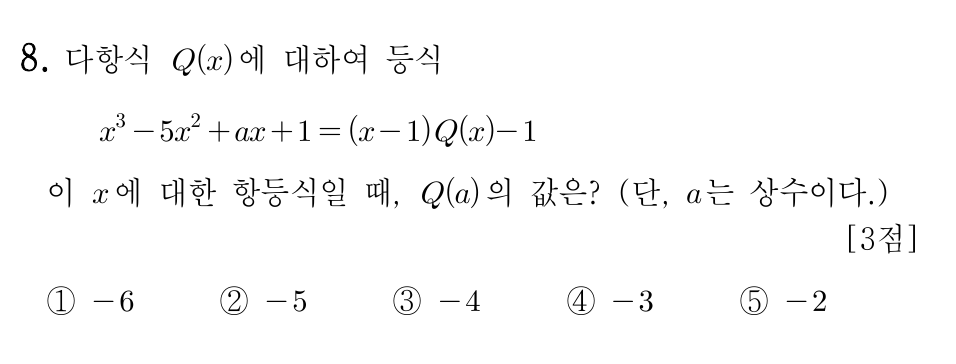 8. 다항식 Q(x)에 대하여 등식
x³−5x²+ax+1=(x−1)Q(x)−1
이 x에 대한 항등식일 때, Q(a)의 값은? (단, a는 상수이다.)
[3점]
① −6 ② −5 ③ −4 ④ −3 ⑤ −2